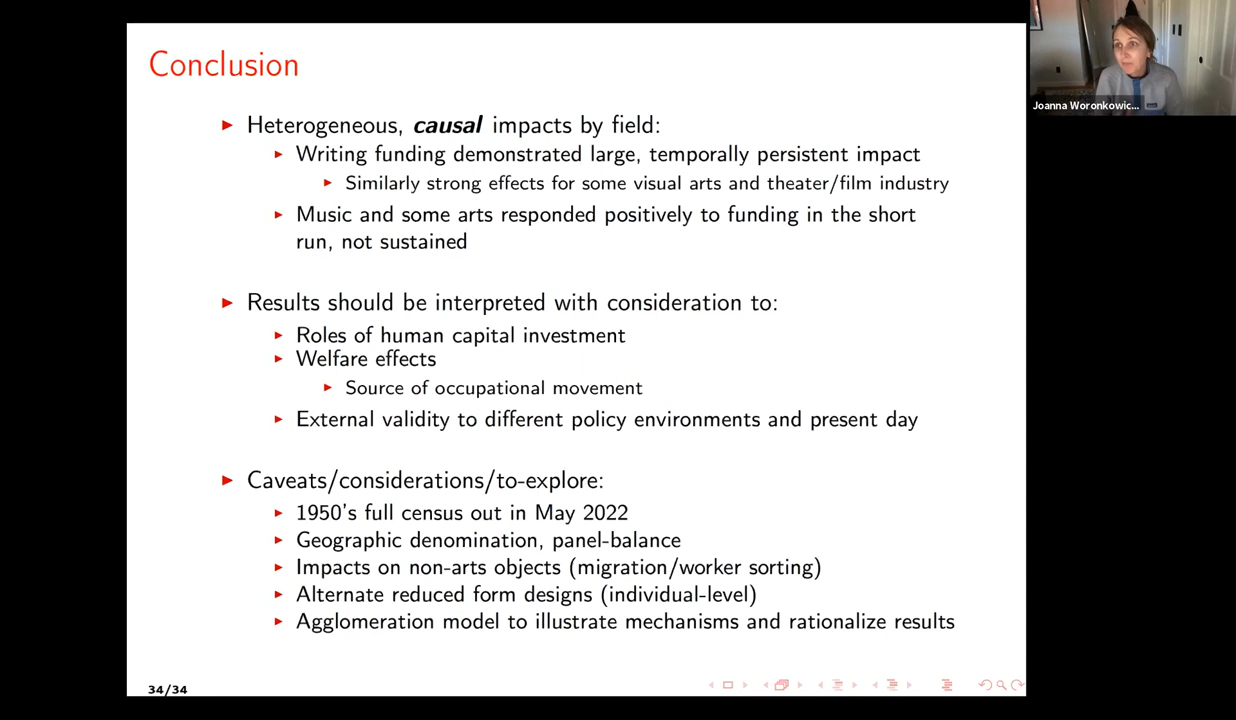 Conclusion
Heterogeneous, causal impacts by field:
Writing funding demonstrated large, temporally persistent impact
Similarly strong effects for some visual arts and theater/film industry
Music and some arts responded positively to funding in the short
run, not sustained
Results should be interpreted with consideration to:
Roles of human capital investment
Welfare effects
Source of occupational movement
External validity to different policy environments and present day
Caveats/considerations/to-explore:
1950's full census out in May 2022
Geographic denomination, panel-balance
Impacts on non-arts objects (migration/worker sorting)
Alternate reduced form designs (individual-level)
Agglomeration model to illustrate mechanisms and rationalize results
34/34
Joanna Woronkowic...